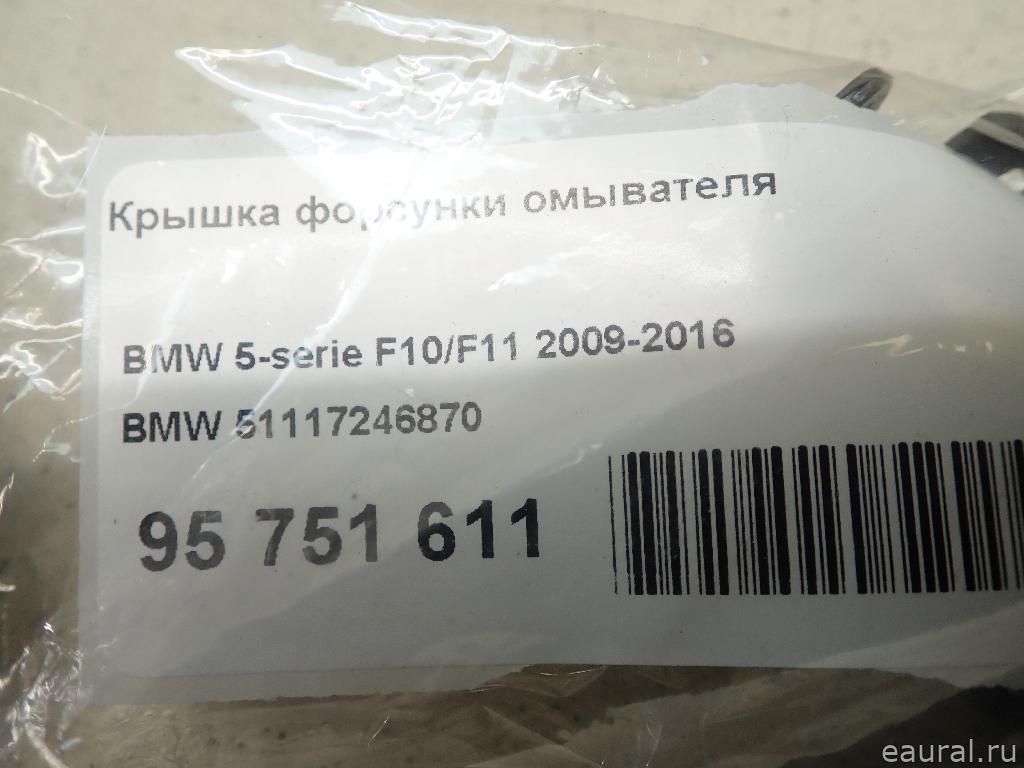 Крышка форсунки омывателя
BMW 5-serie F10/F11 2009-2016
BMW 51117246870
95 751 611
eaural.ru